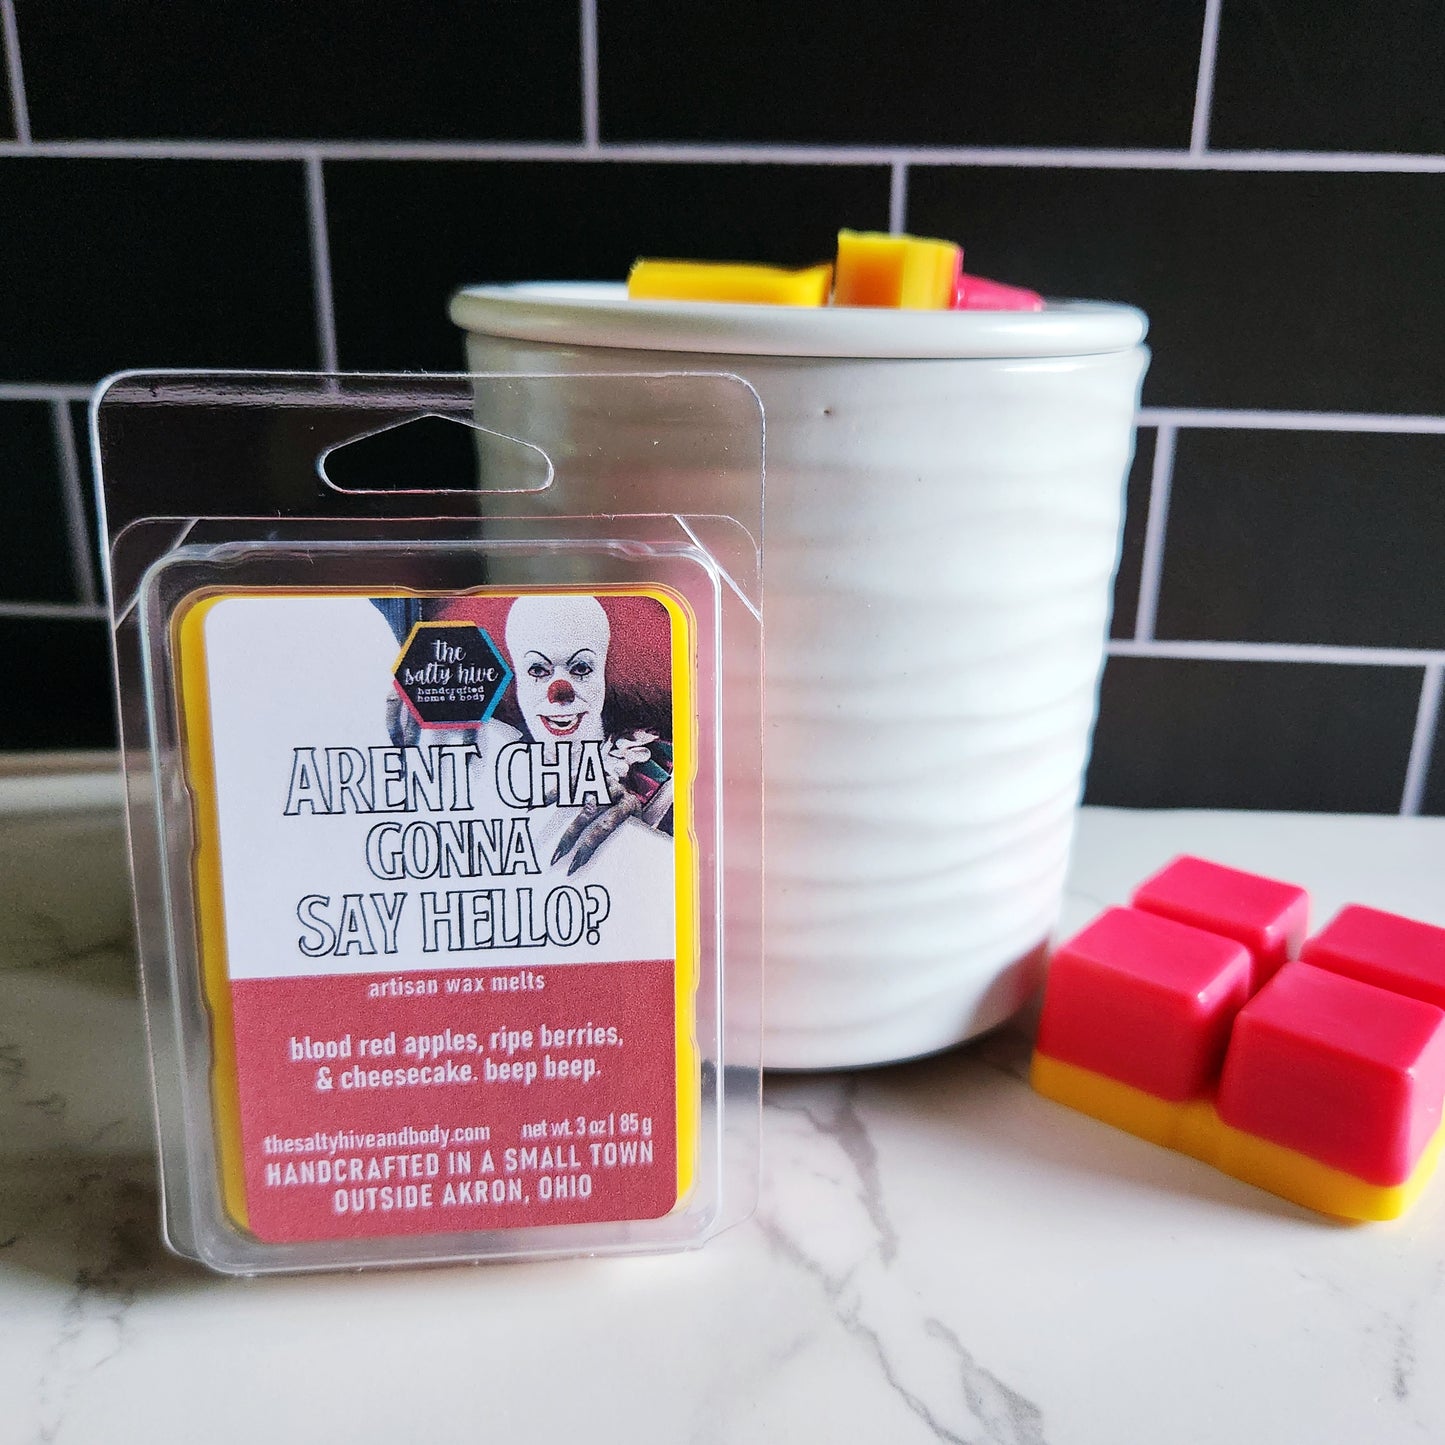 the
salty hive
handcrafted
home & body
ARENT CHA
GONNA
SAY HELLO?
artisan wax melts
blood red apples, ripe berries,
& cheesecake. beep beep.
thesaltyhiveandbody.com net wt. 3 oz | 85 g
HANDCRAFTED IN A SMALL TOWN
OUTSIDE AKRON, OHIO